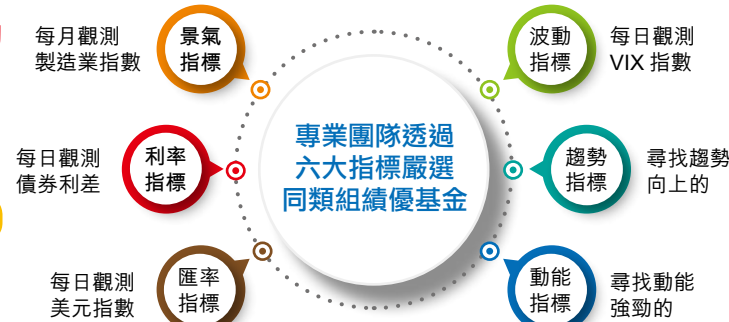 每月觀測
製造業指數
景氣
指標
波動
指標
每日觀測
VIX 指數
專業團隊透過
六大指標嚴選
同類組績優基金
每日觀測
債券利差
利率
指標
趨勢
指標
尋找趨勢
向上的
每日觀測
美元指數
匯率
指標
動能
指標
尋找動能
強勁的